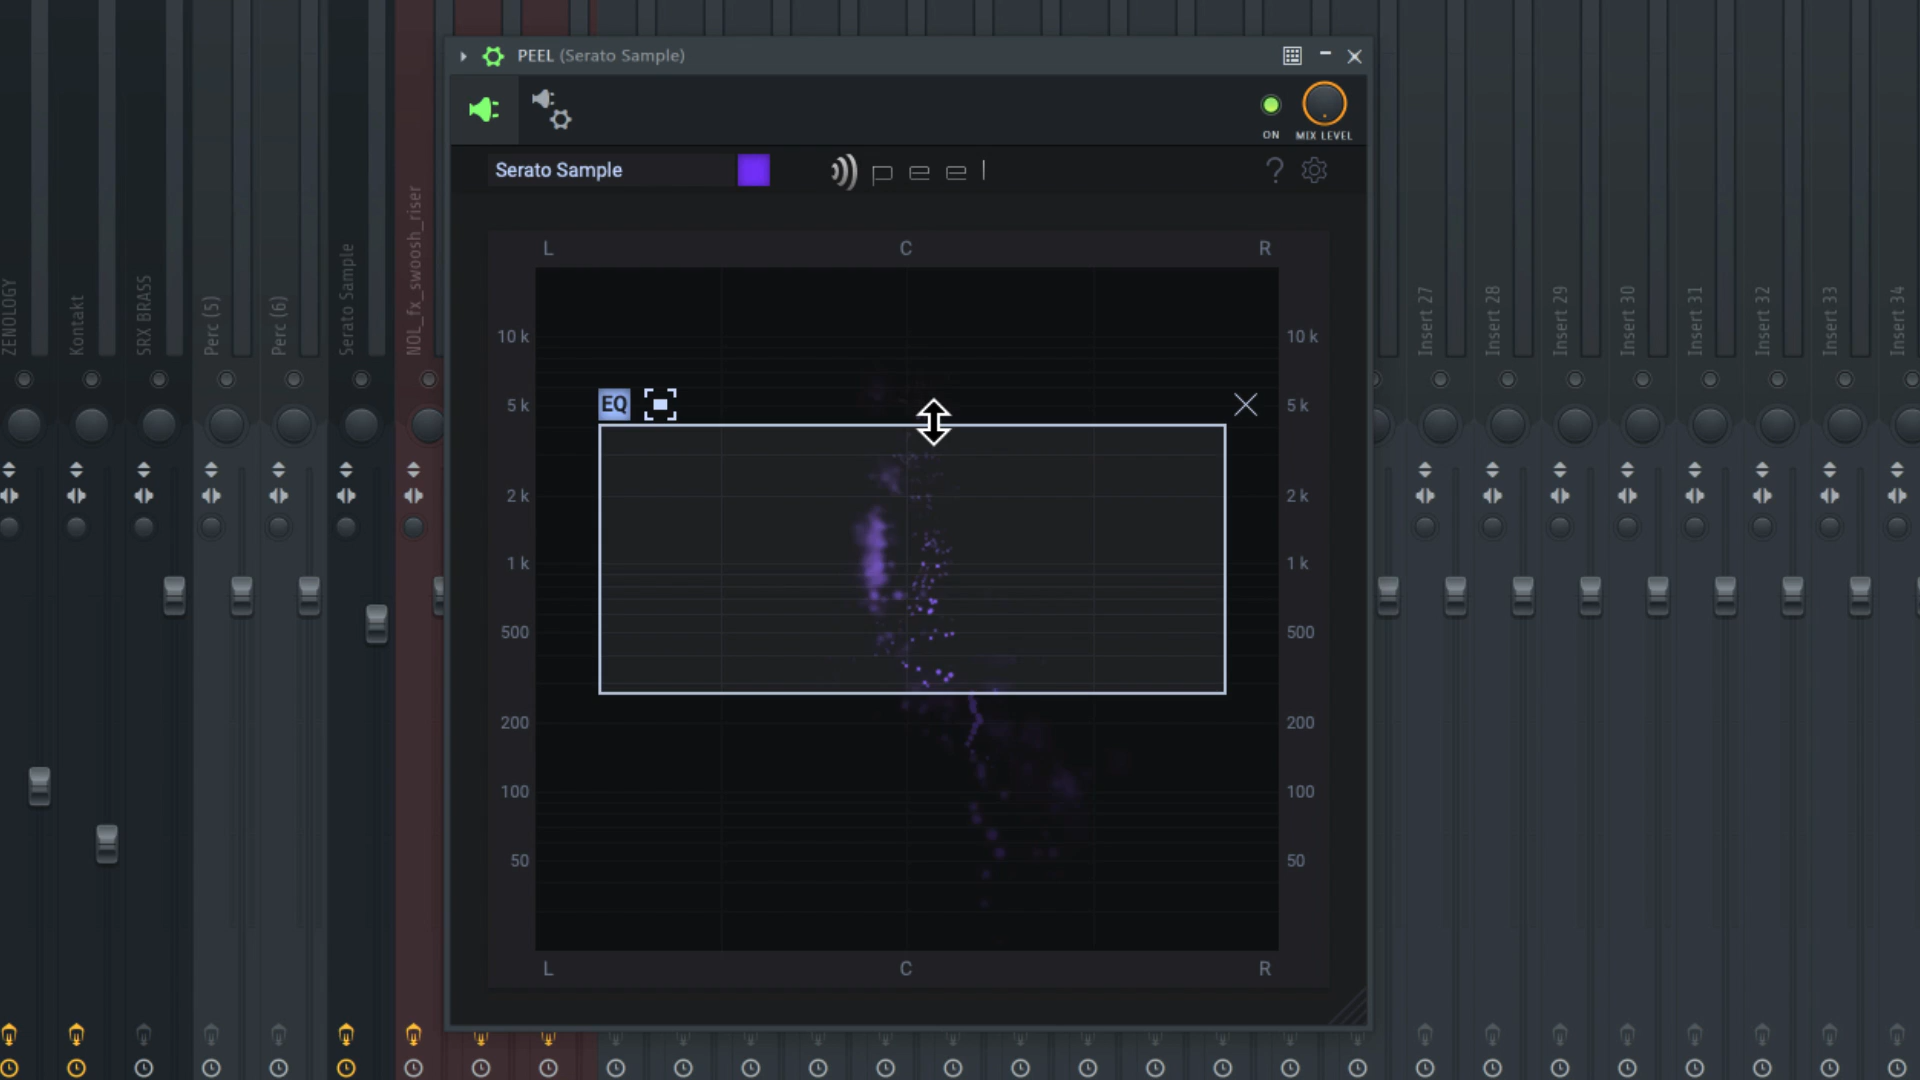 PEEL (Serato Sample)
ON
MIX LEVEL
Serato Sample
peel
?
L C R
10 k 10 k
5 k 5 k
EQ
2 k 2 k
1 k 1 k
500 500
200 200
100 100
50 50
L C R
ZENOLOGY
Kontakt
SRX BRASS
Perc (5)
Perc (6)
Serato Sample
NOL_fx_swoosh_riser
Insert 27
Insert 28
Insert 29
Insert 30
Insert 31
Insert 32
Insert 33
Insert 34